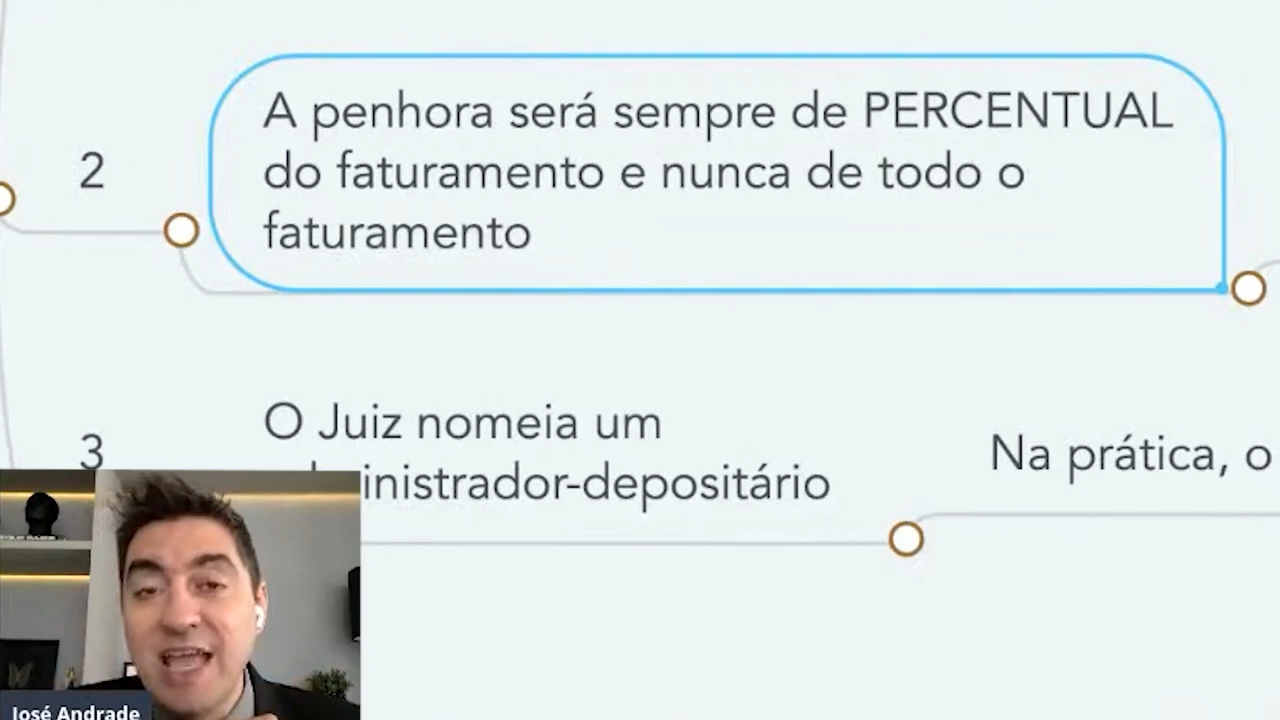 2
A penhora será sempre de PERCENTUAL
do faturamento e nunca de todo o
faturamento
3
O Juiz nomeia um
inistrador-depositário
Na prática, o
José Andrade